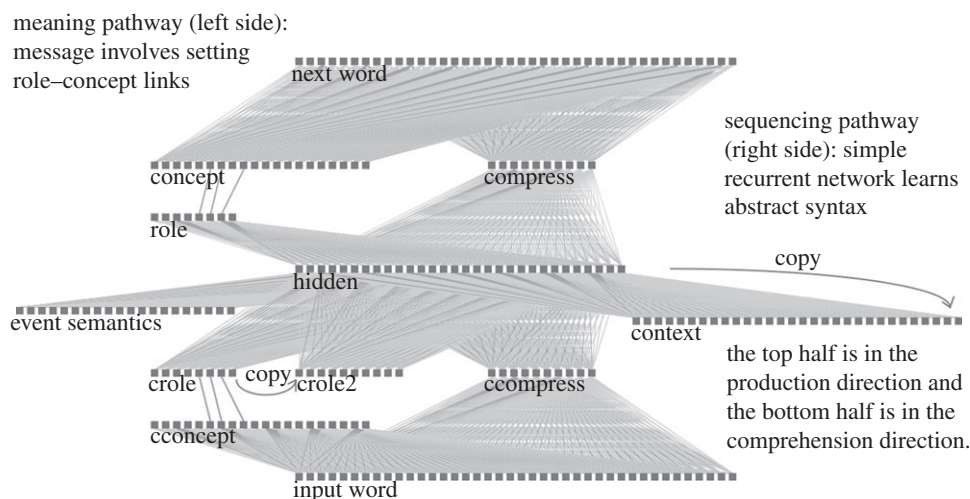 meaning pathway (left side):
message involves setting
role–concept links
next word
sequencing pathway
(right side): simple
recurrent network learns
abstract syntax
concept
compress
role
copy
hidden
event semantics
context
crole
copy
crole2
ccompress
the top half is in the
production direction and
the bottom half is in the
comprehension direction.
cconcept
input word